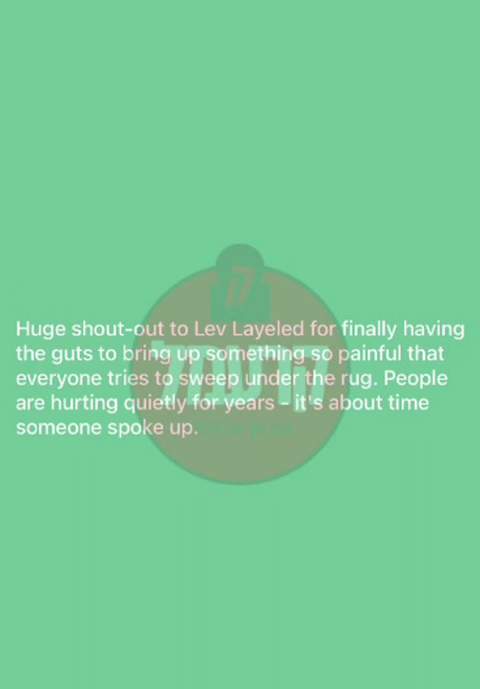 ק
Huge shout-out to Lev Layeled for finally having
the guts to bring up something so painful that
everyone tries to sweep under the rug. People
are hurting quietly for years - it's about time
someone spoke up.
קרעמל